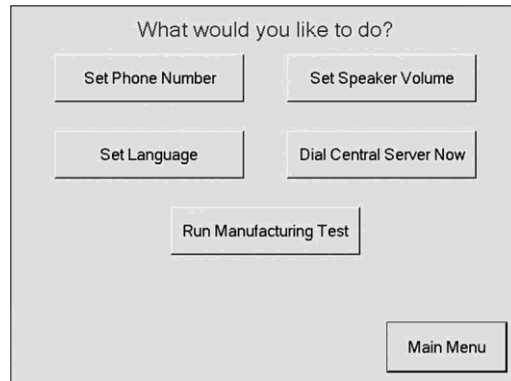 What would you like to do?
Set Phone Number
Set Speaker Volume
Set Language
Dial Central Server Now
Run Manufacturing Test
Main Menu